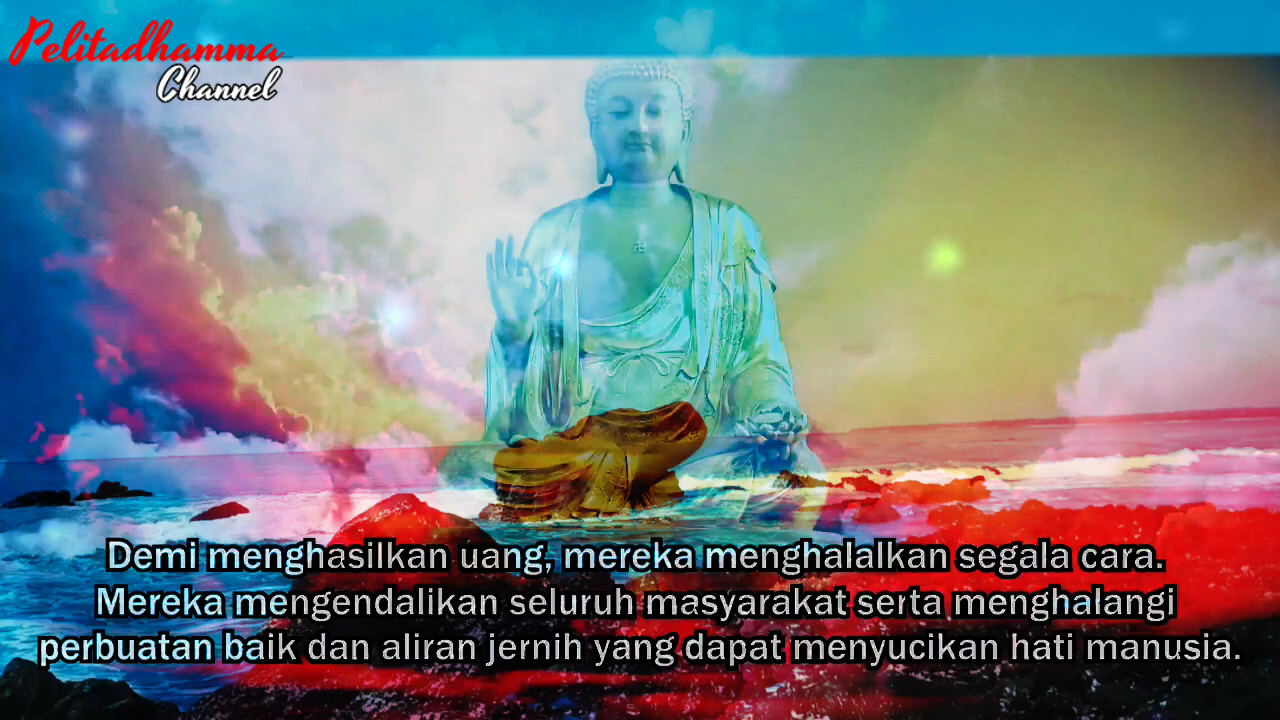 Pelitadhamma
Channel
Demi menghasilkan uang, mereka menghalalkan segala cara.
Mereka mengendalikan seluruh masyarakat serta menghalangi
perbuatan baik dan aliran jernih yang dapat menyucikan hati manusia.